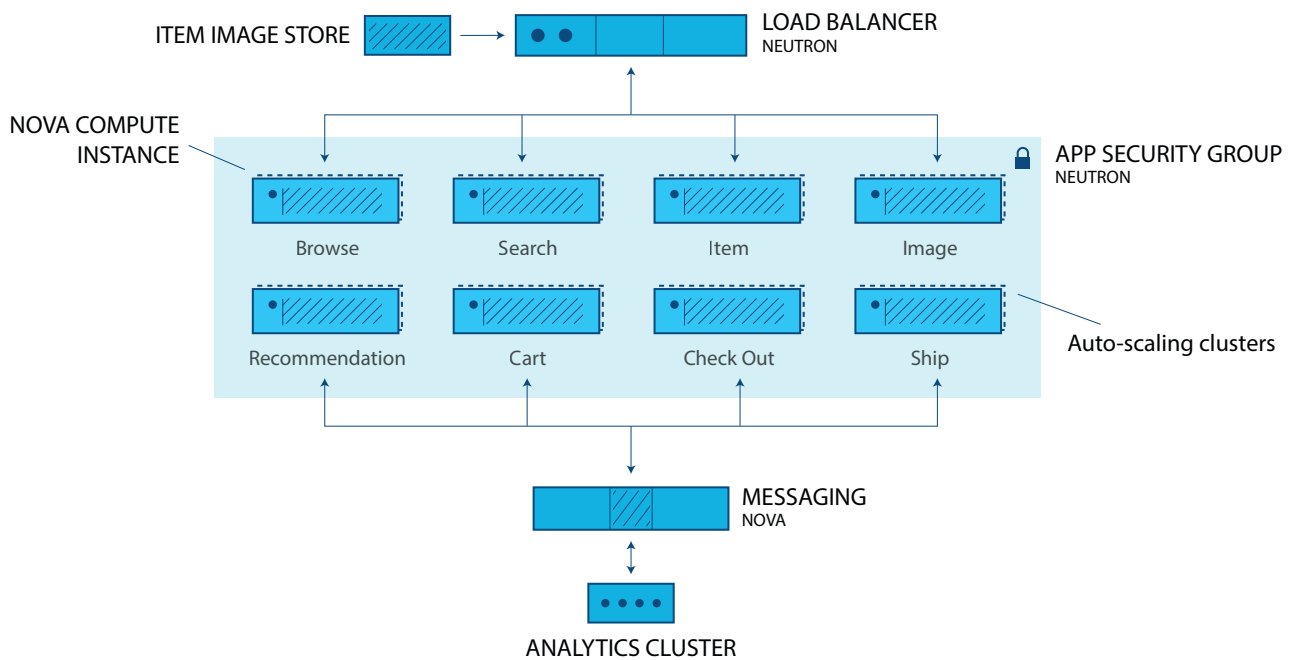 ITEM IMAGE STORE
LOAD BALANCER
NEUTRON
NOVA COMPUTE
INSTANCE
APP SECURITY GROUP
NEUTRON
Browse
Search
Item
Image
Recommendation
Cart
Check Out
Ship
Auto-scaling clusters
MESSAGING
NOVA
ANALYTICS CLUSTER